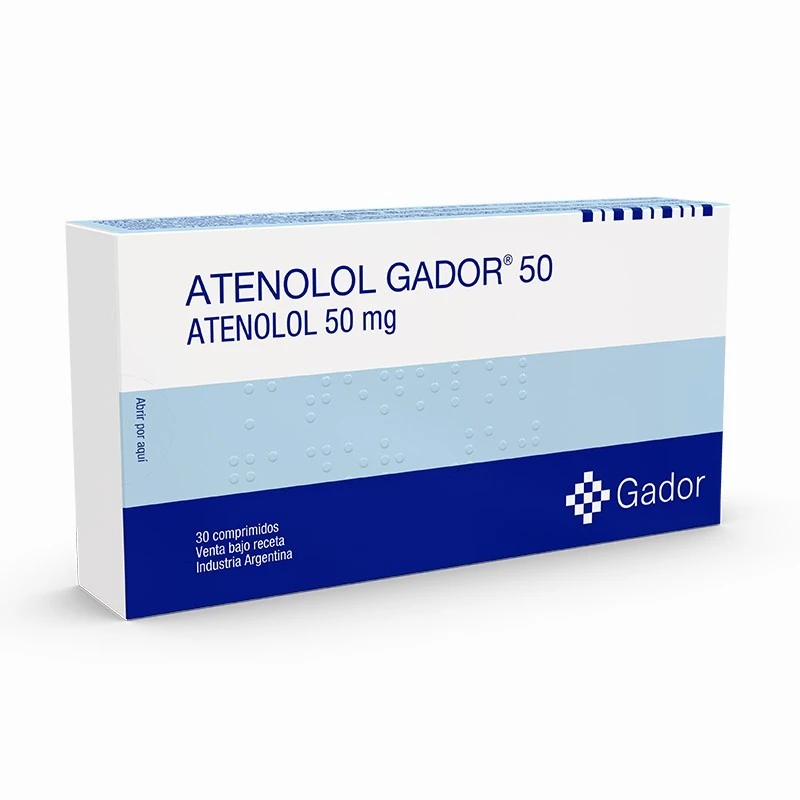 ATENOLOL GADOR® 50
ATENOLOL 50 mg
Abrir por aquí
Gador
30 comprimidos
Venta bajo receta
Industria Argentina